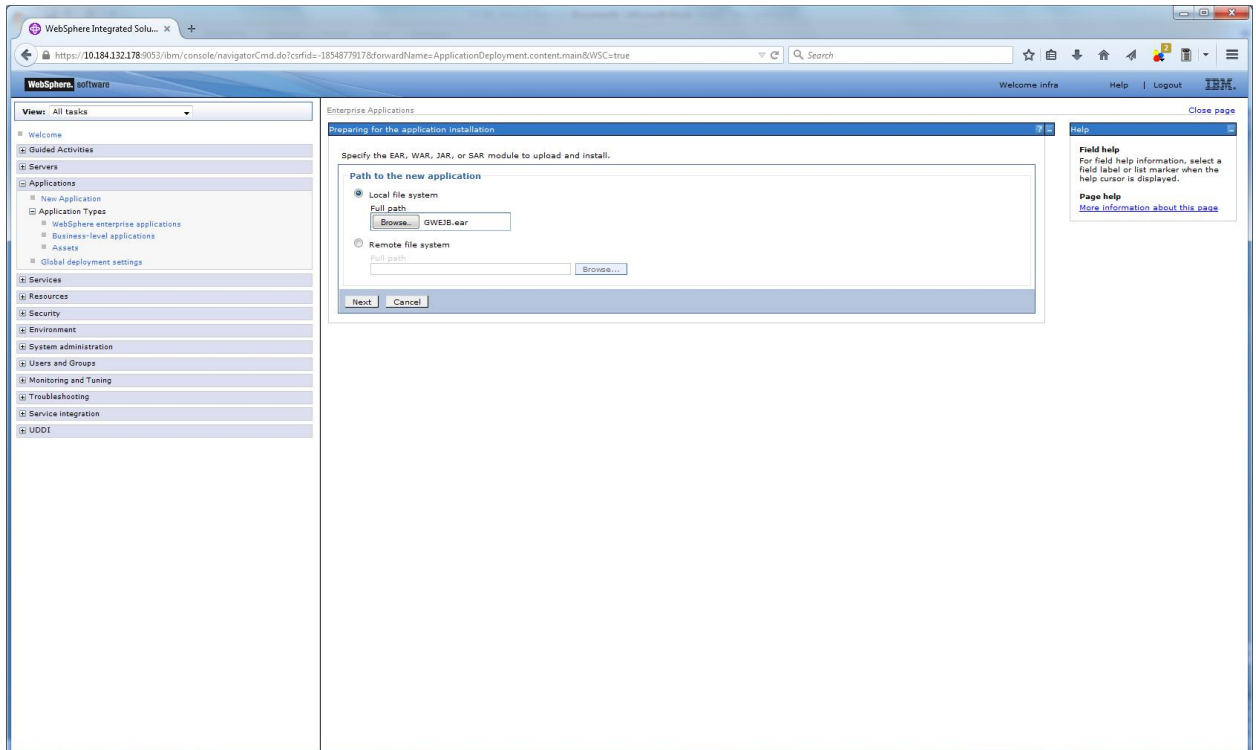 WebSphere Integrated Solu... × +
https://10.184.132.178:9053/ibm/console/navigatorCmd.do?csrfid=-1854877917&forwardName=ApplicationDeployment.content.main&WSC=true
Search
2
WebSphere. software
Welcome infra
Help | Logout
IBM.
View: All tasks
Welcome
Guided Activities
Servers
Applications
New Application
Application Types
WebSphere enterprise applications
Business-level applications
Assets
Global deployment settings
Services
Resources
Security
Environment
System administration
Users and Groups
Monitoring and Tuning
Troubleshooting
Service integration
UDDI
Enterprise Applications
Close page
Preparing for the application installation
? -
Specify the EAR, WAR, JAR, or SAR module to upload and install.
Path to the new application
Local file system
Full path
Browse... GWEJB.ear
Remote file system
Full path
Browse...
Next Cancel
Help
Field help
For field help information, select a
field label or list marker when the
help cursor is displayed.
Page help
More information about this page